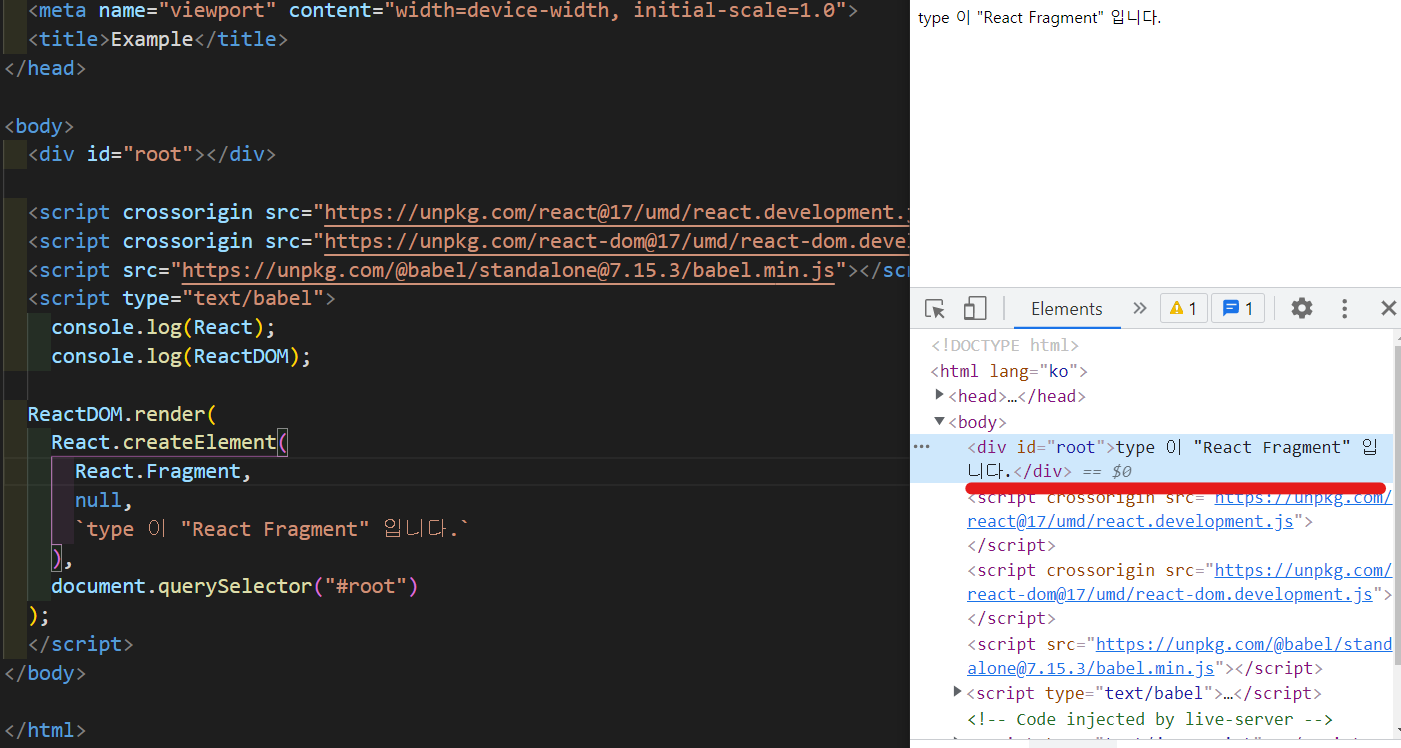 <meta name="viewport" content="width=device-width, initial-scale=1.0">
<title>Example</title>
</head>
<body>
<div id="root"></div>
<script crossorigin src="https://unpkg.com/react@17/umd/react.development.j
<script crossorigin src="https://unpkg.com/react-dom@17/umd/react-dom.devel
<script src="https://unpkg.com/@babel/standalone@7.15.3/babel.min.js"></scr
<script type="text/babel">
console.log(React);
console.log(ReactDOM);
ReactDOM.render(
React.createElement(
React.Fragment,
null,
`type 이 "React Fragment" 입니다.`
),
document.querySelector("#root")
);
</script>
</body>
</html>
type 이 "React Fragment" 입니다.
Elements » 1 1
<!DOCTYPE html>
<html lang="ko">
<head>…</head>
<body>
<div id="root">type 이 "React Fragment" 입
니다.</div> == $0
<script crossorigin src="https://unpkg.com/
react@17/umd/react.development.js">
</script>
<script crossorigin src="https://unpkg.com/
react-dom@17/umd/react-dom.development.js">
</script>
<script src="https://unpkg.com/@babel/stand
alone@7.15.3/babel.min.js"></script>
<script type="text/babel">…</script>
<!-- Code injected by live-server -->